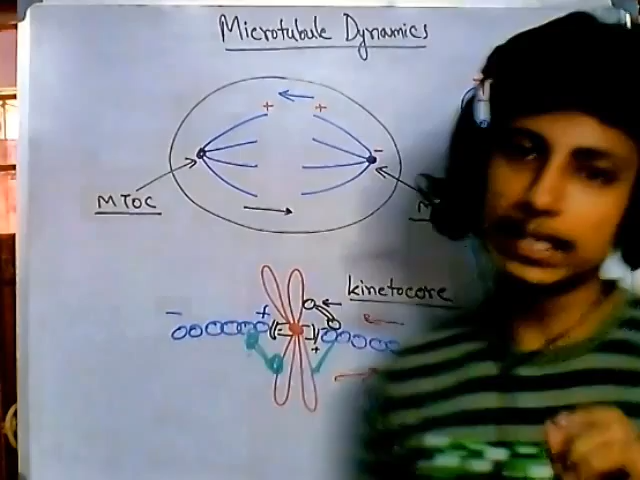 Microtubule Dynamics
+ +
-
MTOC
M
kinetocore
- +
+